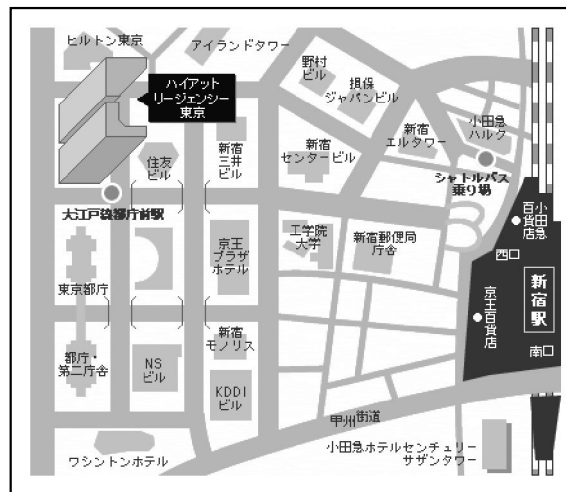 ヒルトン東京
アイランドタワー
ハイアット
リージェンシー
東京
野村
ビル
損保
ジャパンビル
小田急
ハルク
新宿
エルタワー
新宿
センタービル
新宿
三井
ビル
住友
ビル
シャトルバス
乗り場
大江戸線都庁前駅
小田急
百貨店
西口
新宿駅
京王百貨店
南口
工学院
大学
新宿郵便局
庁舎
京王
プラザ
ホテル
東京都庁
都庁・
第二庁舎
NS
ビル
新宿
モノリス
KDDI
ビル
甲州街道
ワシントンホテル
小田急ホテルセンチュリー
サザンタワー